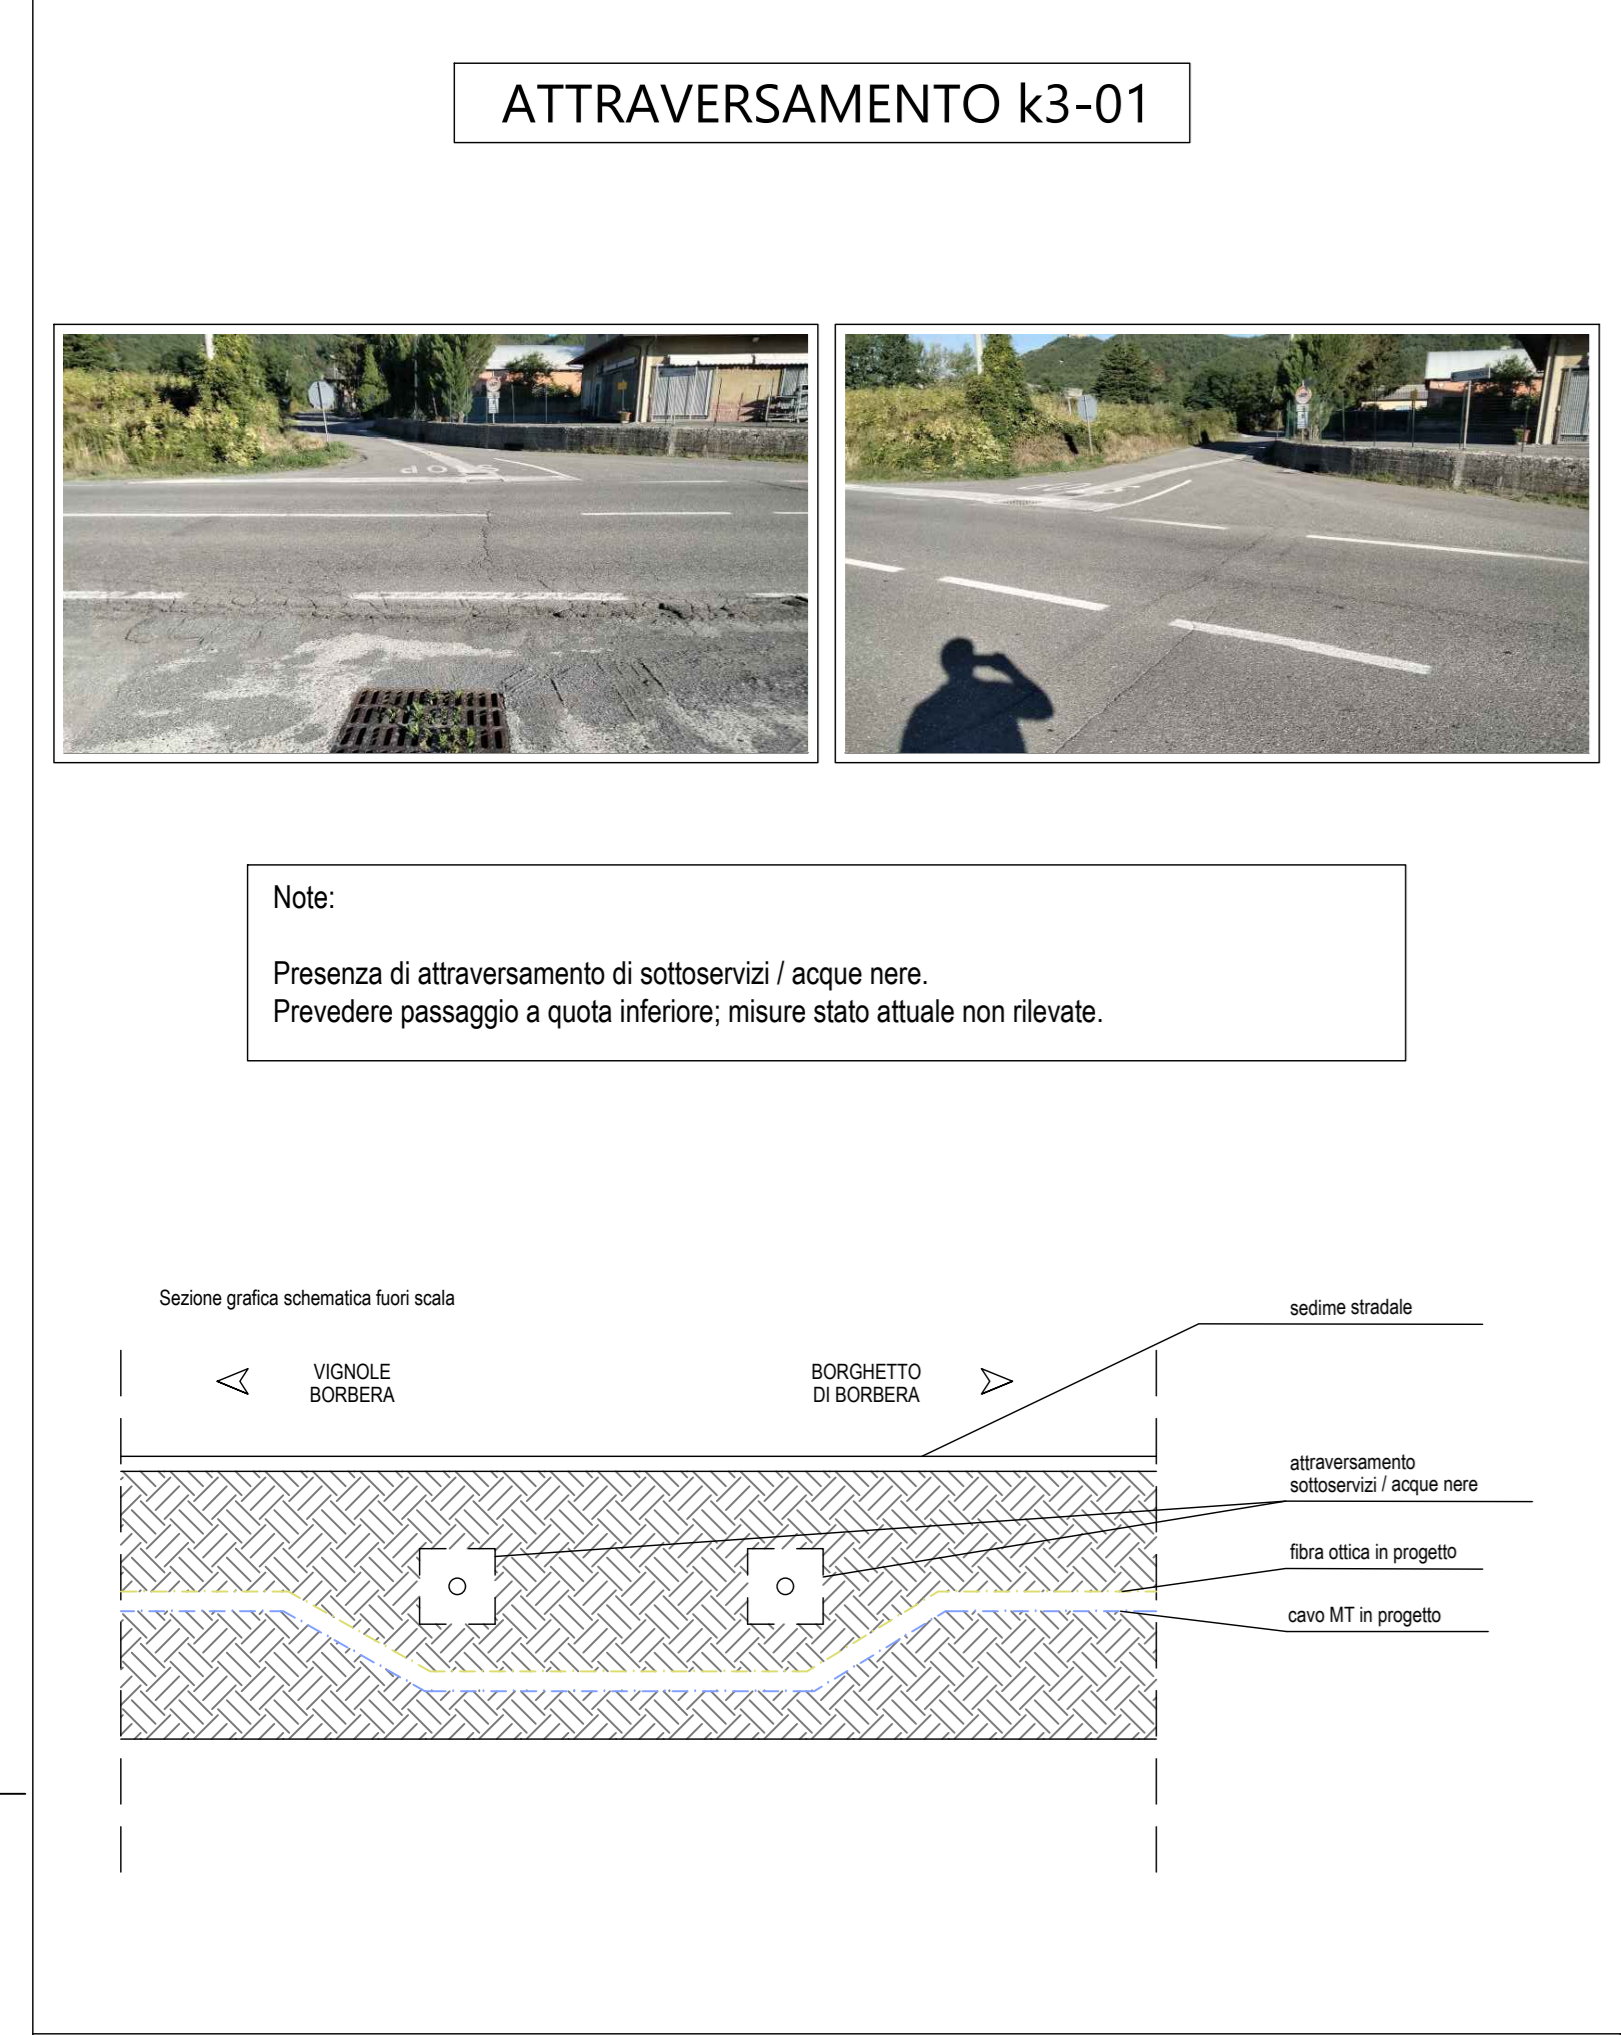 ATTRAVERSAMENTO k3-01
Note:
Presenza di attraversamento di sottoservizi / acque nere.
Prevedere passaggio a quota inferiore; misure stato attuale non rilevate.
Sezione grafica schematica fuori scala
sedime stradale
VIGNOLE
BORBERA
BORGHETTO
DI BORBERA
attraversamento
sottoservizi / acque nere
fibra ottica in progetto
cavo MT in progetto